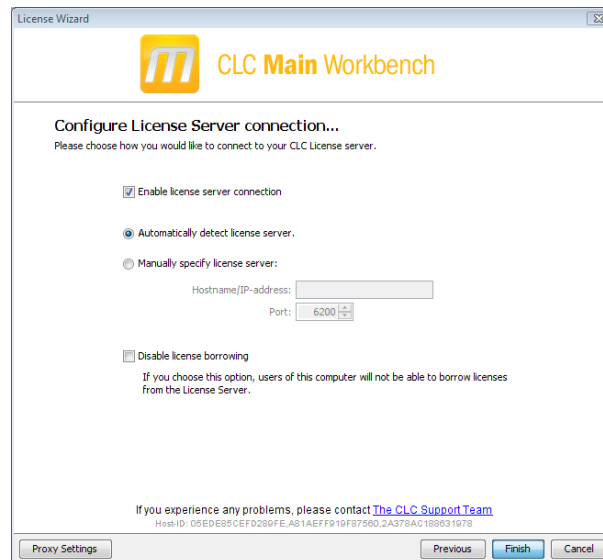 License Wizard
m CLC Main Workbench
Configure License Server connection...
Please choose how you would like to connect to your CLC License server.
Enable license server connection
Automatically detect license server.
Manually specify license server:
Hostname/IP-address:
Port: 6200
Disable license borrowing
If you choose this option, users of this computer will not be able to borrow licenses
from the License Server.
If you experience any problems, please contact The CLC Support Team
Host-ID: 05EDE85CEFD289FE,A81AEFF919F87560,2A378AC188631978
Proxy Settings Previous Finish Cancel